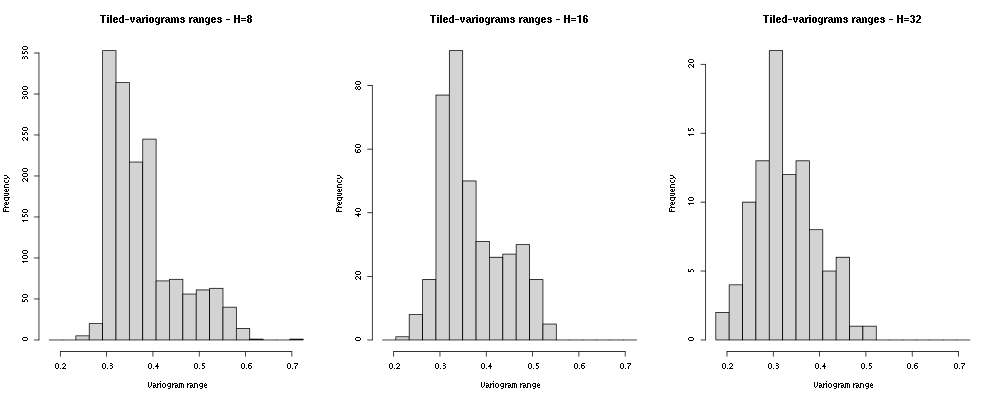 Tiled-variograms ranges - H=8
Frequency
0
50
100
150
200
250
300
350
0.2 0.3 0.4 0.5 0.6 0.7
Variogram range
Tiled-variograms ranges - H=16
Frequency
0
20
40
60
80
0.2 0.3 0.4 0.5 0.6 0.7
Variogram range
Tiled-variograms ranges - H=32
Frequency
0
5
10
15
20
0.2 0.3 0.4 0.5 0.6 0.7
Variogram range